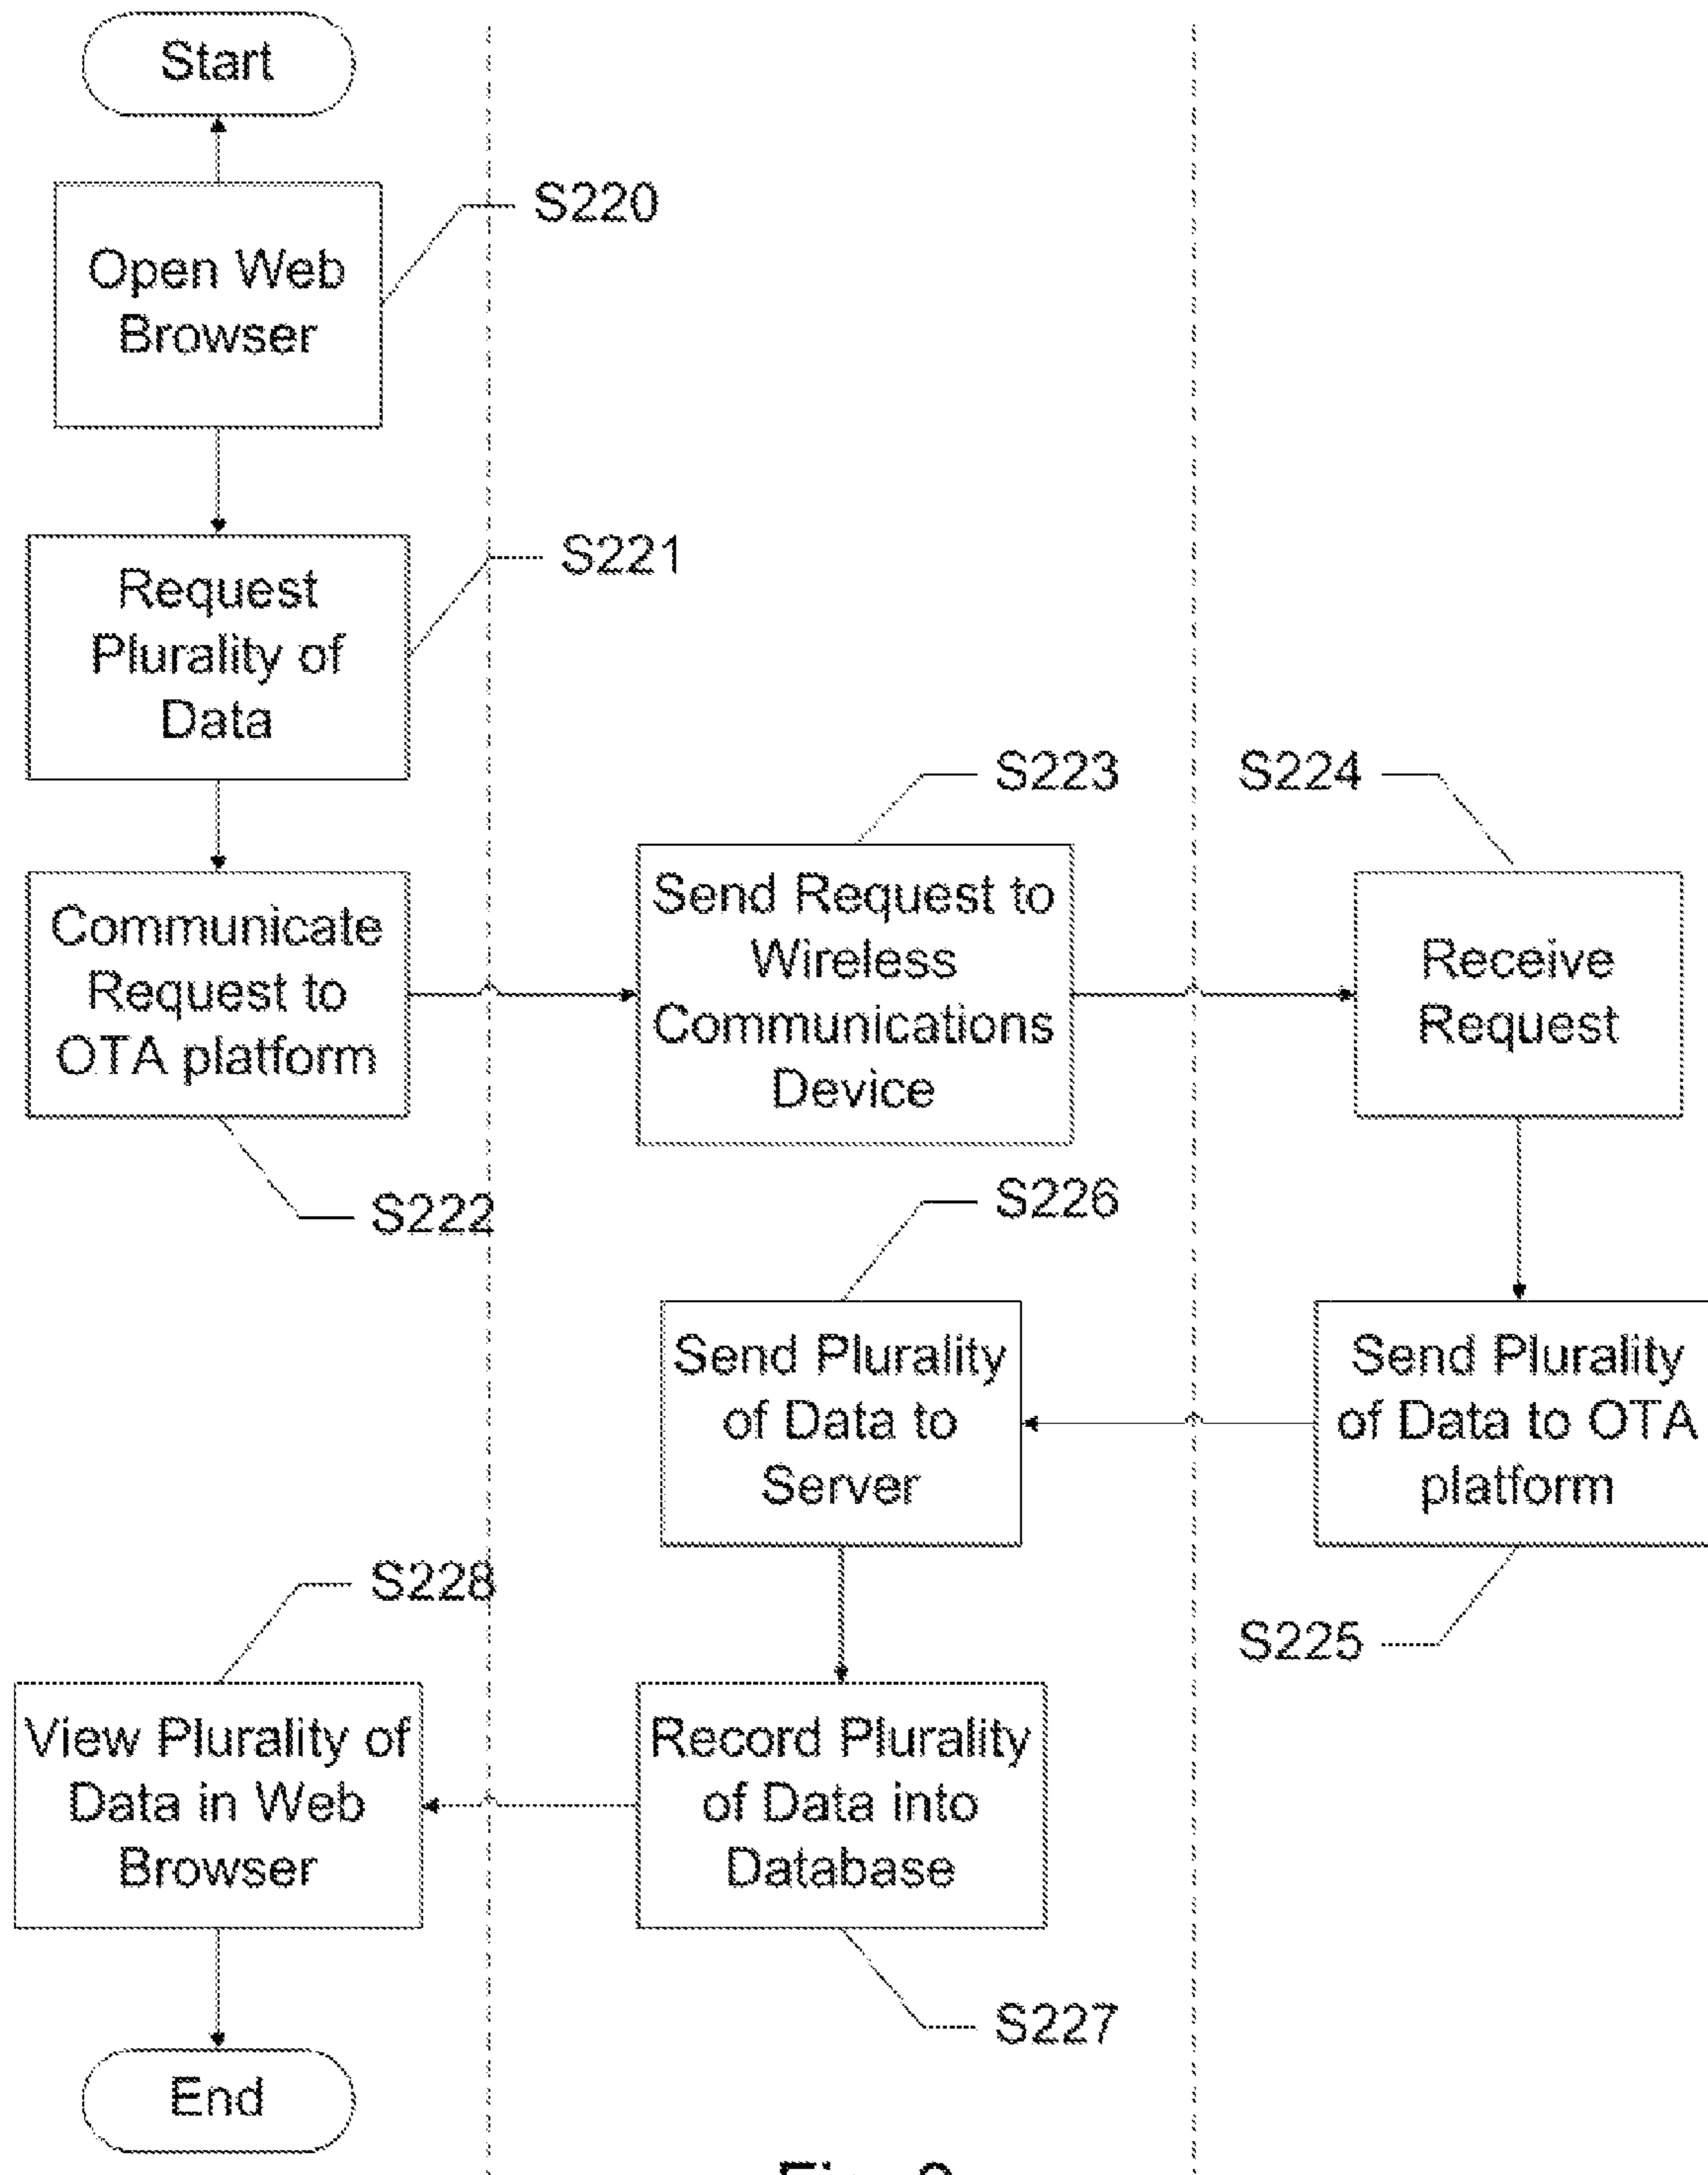 Start
S220
Open Web
Browser
S221
Request
Plurality of
Data
S223
S224
Communicate
Request to
OTA platform
Send Request to
Wireless
Communications
Device
Receive
Request
S222
S226
Send Plurality
of Data to
Server
Send Plurality
of Data to OTA
platform
S228
S225
View Plurality of
Data in Web
Browser
Record Plurality
of Data into
Database
S227
End